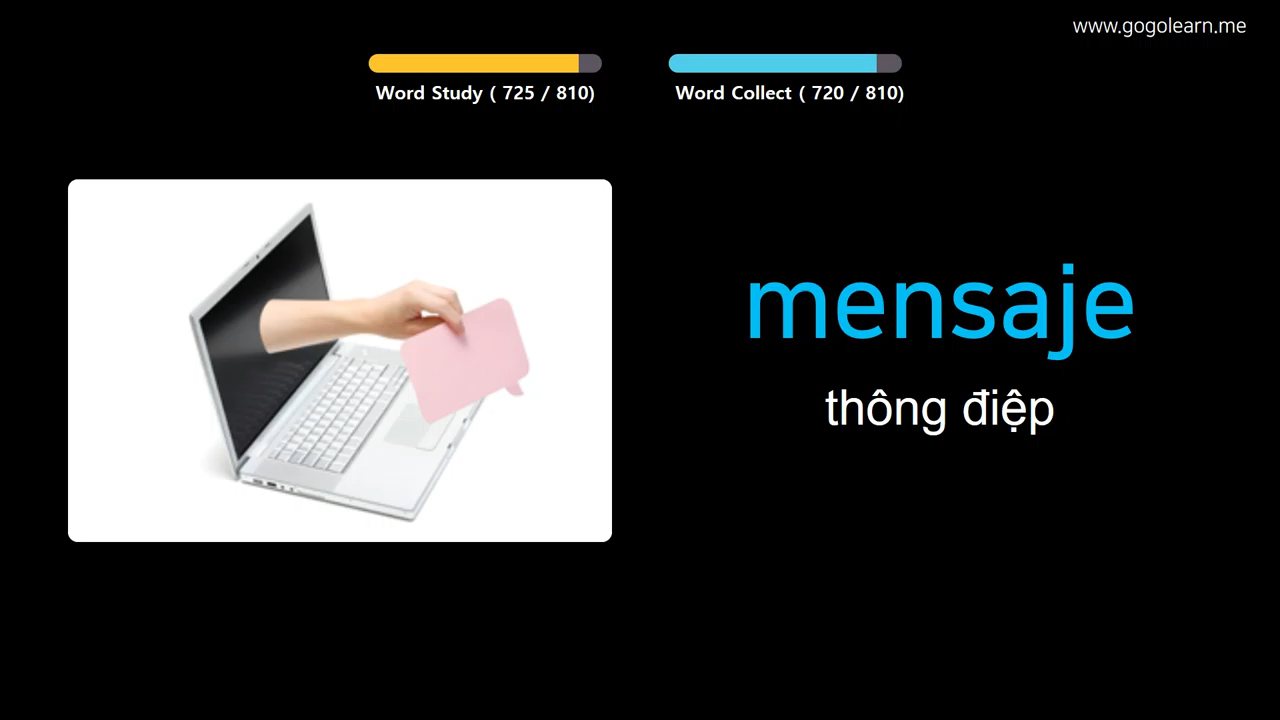 www.gogolearn.me
Word Study ( 725 / 810)
Word Collect ( 720 / 810)
mensaje
thông điệp